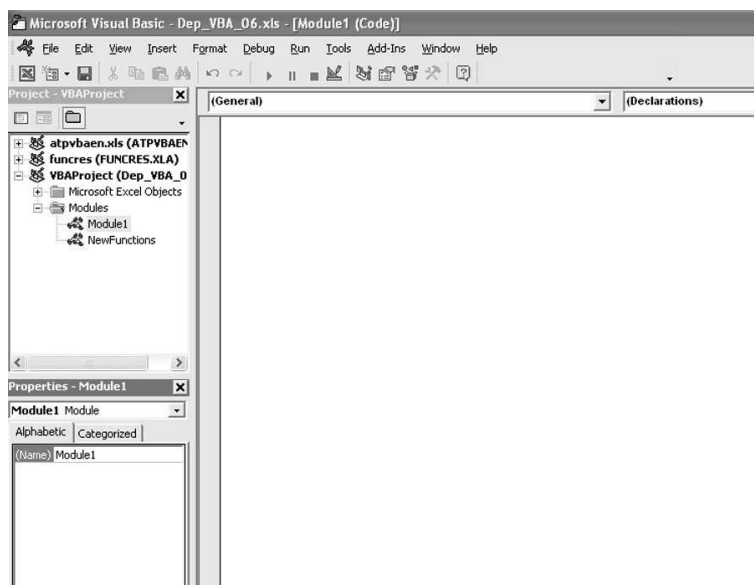 Microsoft Visual Basic - Dep_VBA_06.xls - [Module1 (Code)]
File Edit View Insert Format Debug Run Tools Add-Ins Window Help
Project - VBAProject
(General) (Declarations)
atpvbaen.xls (ATPVBAEN
funcres (FUNCRES.XLA)
VBAProject (Dep_VBA_0
Microsoft Excel Objects
Modules
Module1
NewFunctions
Properties - Module1
Module1 Module
Alphabetic Categorized
(Name) Module1